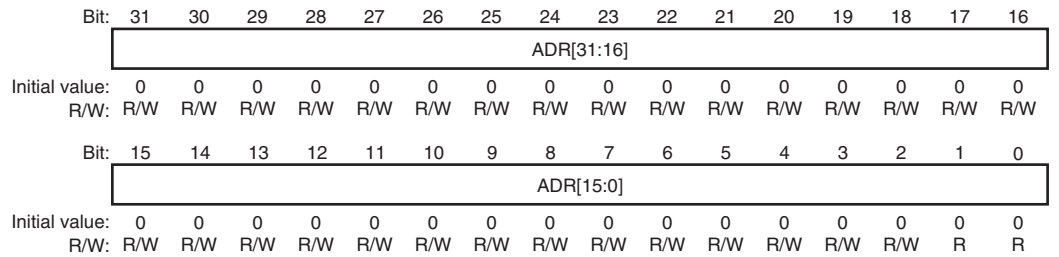 Bit: 31 30 29 28 27 26 25 24 23 22 21 20 19 18 17 16
ADR[31:16]
Initial value: 0 0 0 0 0 0 0 0 0 0 0 0 0 0 0 0
R/W: R/W R/W R/W R/W R/W R/W R/W R/W R/W R/W R/W R/W R/W R/W R/W R/W
Bit: 15 14 13 12 11 10 9 8 7 6 5 4 3 2 1 0
ADR[15:0]
Initial value: 0 0 0 0 0 0 0 0 0 0 0 0 0 0 0 0
R/W: R/W R/W R/W R/W R/W R/W R/W R/W R/W R/W R/W R/W R/W R/W R R